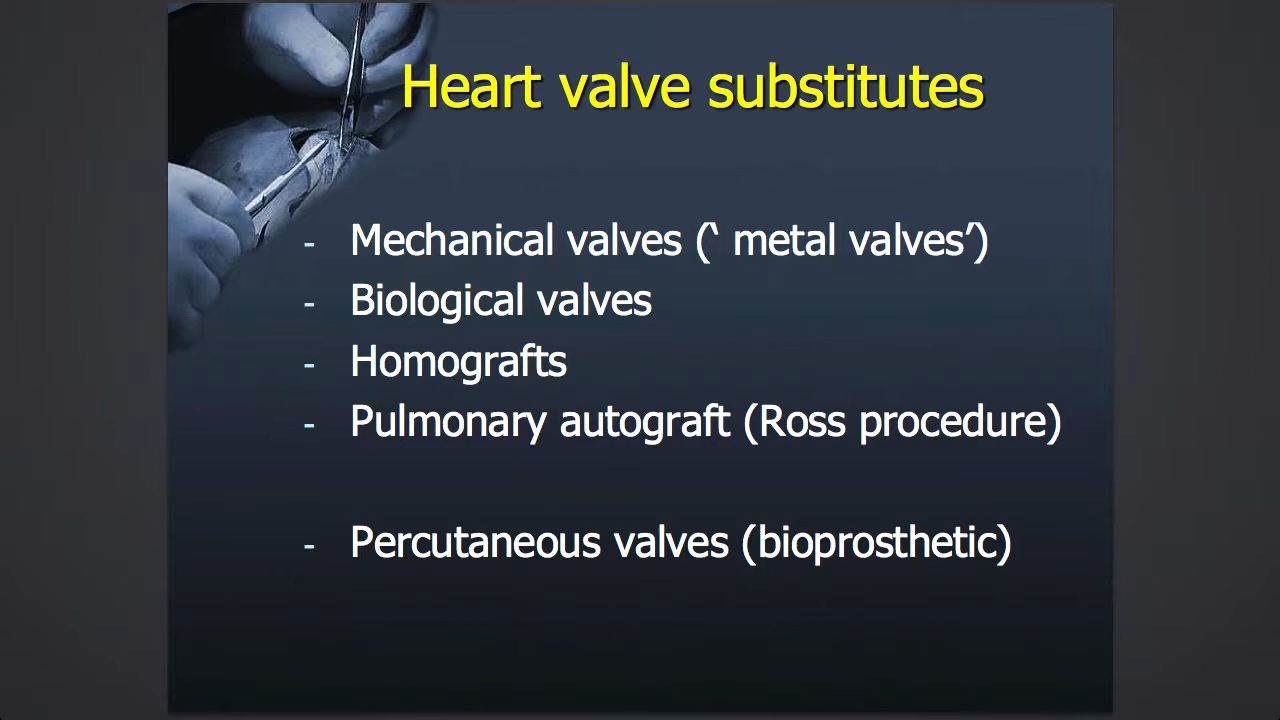 Heart valve substitutes
- Mechanical valves (‘ metal valves’)
- Biological valves
- Homografts
- Pulmonary autograft (Ross procedure)
- Percutaneous valves (bioprosthetic)